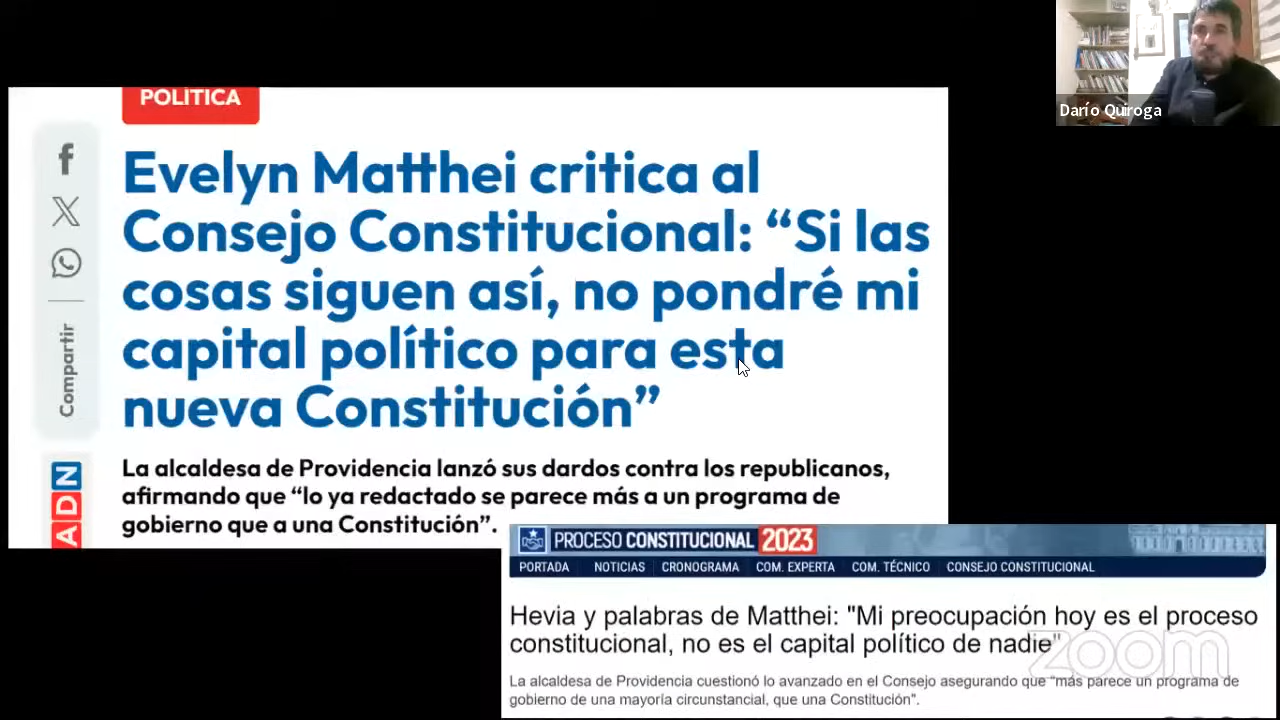 Darío Quiroga
POLÍTICA
Evelyn Matthei critica al
Consejo Constitucional: “Si las
cosas siguen así, no pondré mi
capital político para esta
nueva Constitución”
Compartir
ADN
La alcaldesa de Providencia lanzó sus dardos contra los republicanos,
afirmando que “lo ya redactado se parece más a un programa de
gobierno que a una Constitución”.
PROCESO CONSTITUCIONAL 2023
PORTADA NOTICIAS CRONOGRAMA COM. EXPERTA COM. TÉCNICO CONSEJO CONSTITUCIONAL
Hevia y palabras de Matthei: "Mi preocupación hoy es el proceso
constitucional, no es el capital político de nadie"
La alcaldesa de Providencia cuestionó lo avanzado en el Consejo asegurando que "más parece un programa de
gobierno de una mayoría circunstancial, que una Constitución".
zoom